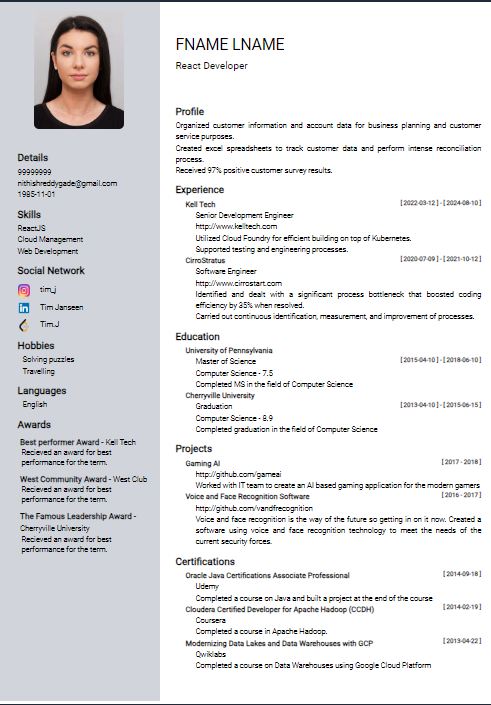 FNAME LNAME
React Developer
Details
99999999
nithishreddygade@gmail.com
1985-11-01
Skills
ReactJS
Cloud Management
Web Development
Social Network
tim_j
Tim Janseen
Tim.J
Hobbies
Solving puzzles
Travelling
Languages
English
Awards
Best performer Award - Kell Tech
Recieved an award for best
performance for the term.
West Community Award - West Club
Recieved an award for best
performance for the term.
The Famous Leadership Award -
Cherryville University
Recieved an award for best
performance for the term.
Profile
Organized customer information and account data for business planning and customer
service purposes.
Created excel spreadsheets to track customer data and perform intense reconciliation
process.
Received 97% positive customer survey results.
Experience
Kell Tech [ 2022-03-12 ] - [ 2024-08-10 ]
Senior Development Engineer
http://www.kelltech.com
Utilized Cloud Foundry for efficient building on top of Kubernetes.
Supported testing and engineering processes.
CirroStratus [ 2020-07-09 ] - [ 2021-10-12 ]
Software Engineer
http://www.cirrostart.com
Identified and dealt with a significant process bottleneck that boosted coding
efficiency by 35% when resolved.
Carried out continuous identification, measurement, and improvement of processes.
Education
University of Pennsylvania
Master of Science [ 2015-04-10 ] - [ 2018-06-10 ]
Computer Science - 7.5
Completed MS in the field of Computer Science
Cherryville University
Graduation [ 2013-04-10 ] - [ 2015-06-15 ]
Computer Science - 8.9
Completed graduation in the field of Computer Science
Projects
Gaming AI [ 2017 - 2018 ]
http://github.com/gameai
Worked with IT team to create an AI based gaming application for the modern gamers
Voice and Face Recognition Software [ 2016 - 2017 ]
http://github.com/vandfrecognition
Voice and face recognition is the way of the future so getting in on it now. Created a
software using voice and face recognition technology to meet the needs of the
current security forces.
Certifications
Oracle Java Certifications Associate Professional [ 2014-09-18 ]
Udemy
Completed a course on Java and built a project at the end of the course
Cloudera Certified Developer for Apache Hadoop (CCDH) [ 2014-02-19 ]
Coursera
Completed a course in Apache Hadoop.
Modernizing Data Lakes and Data Warehouses with GCP [ 2013-04-22 ]
Qwiklabs
Completed a course on Data Warehouses using Google Cloud Platform